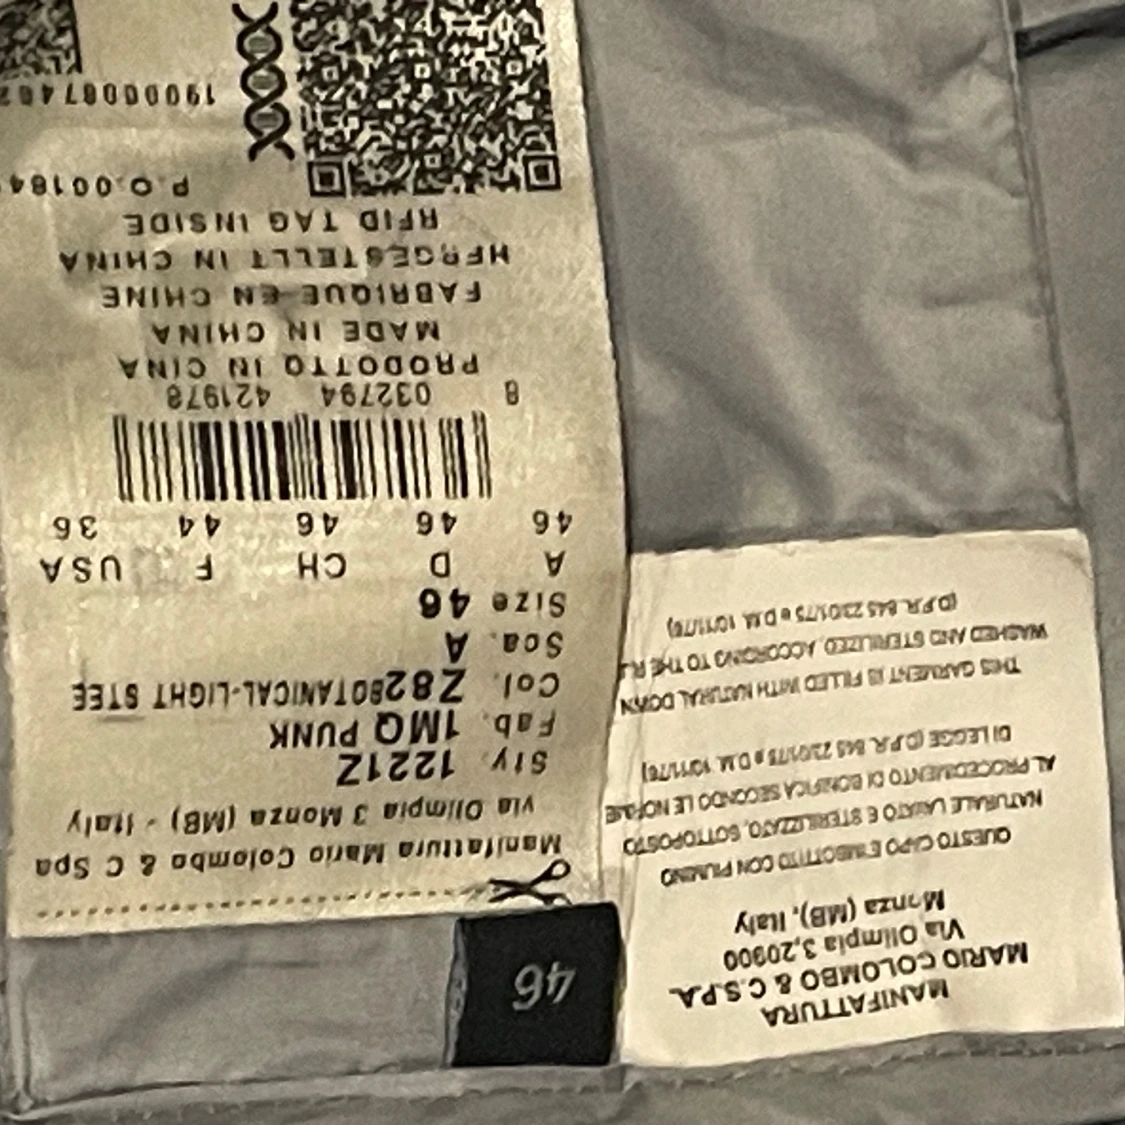 MANIFATTURA
MARIO COLOMBO & C.S.P.A.
Via Olimpia 3,20900
Monza (MB), Italy
QUESTO CAPO E'IMBOTTITO CON PIUMINO
NATURALE LAVATO E STERILIZZATO, SOTTOPOSTO
AL PROCEDIMENTO DI BONIFICA SECONDO LE NORME
DI LEGGE (D.P.R. 845 23/01/75 e D.M. 10/11/76)
THIS GARMENT IS FILLED WITH NATURAL DOWN
WASHED AND STERILIZED, ACCORDING TO THE
(D.P.R. 845 23/01/75 e D.M. 10/11/76)
46
Manifattura Mario Colombo & C Spa
via Olimpia 3 Monza (MB) - Italy
Sty. 1221Z
Fab. 1MQ PUNK
Col. Z82BOTANICAL-LIGHT STEE
Sca. A
Size 46
A D CH F USA
46 46 46 44 36
8 032794 421978
PRODOTTO IN CINA
MADE IN CHINA
FABRIQUE EN CHINE
HERGESTELLT IN CHINA
RFID TAG INSIDE
P.O.00184